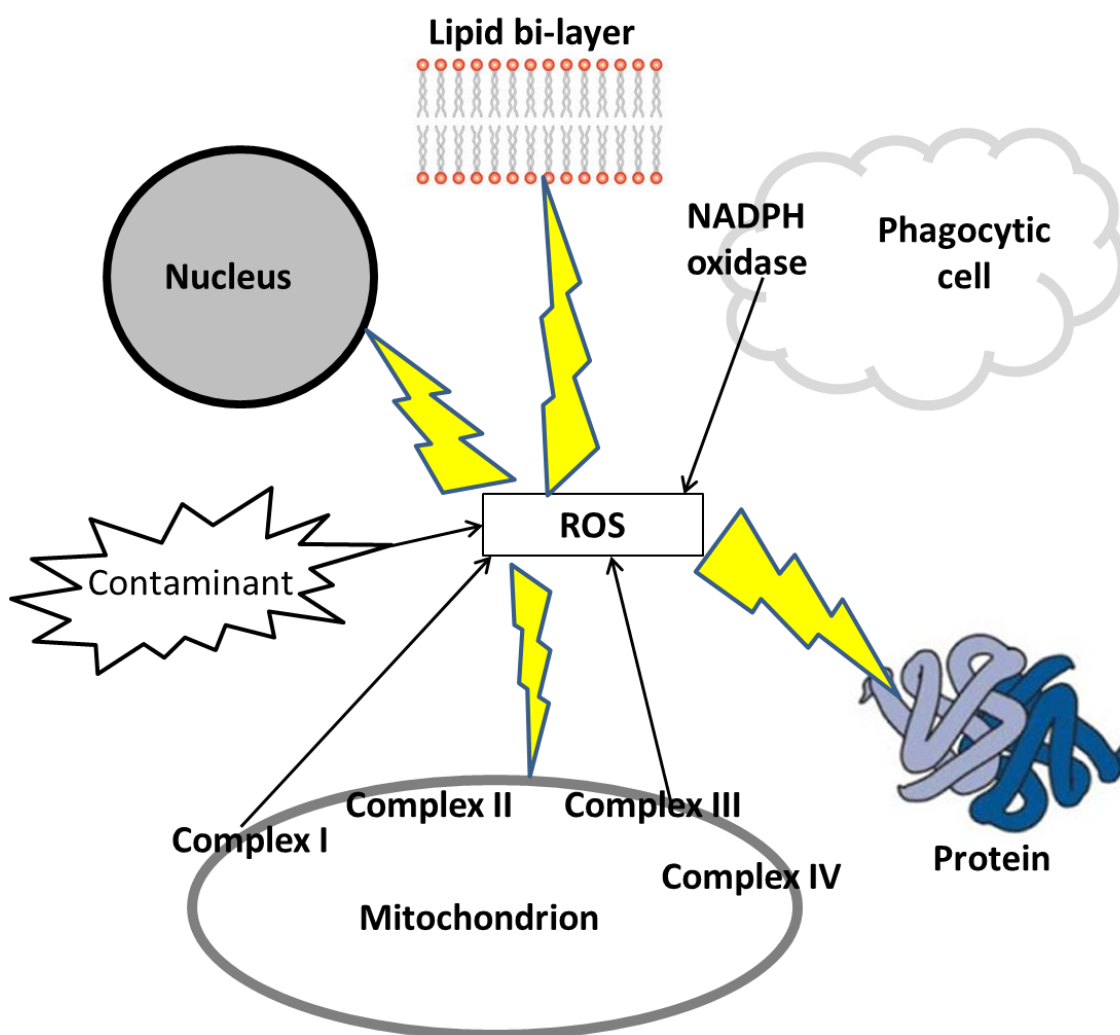 Lipid bi-layer
NADPH
oxidase
Phagocytic
cell
Nucleus
ROS
Contaminant
Complex II
Complex III
Complex I
Protein
Complex IV
Mitochondrion